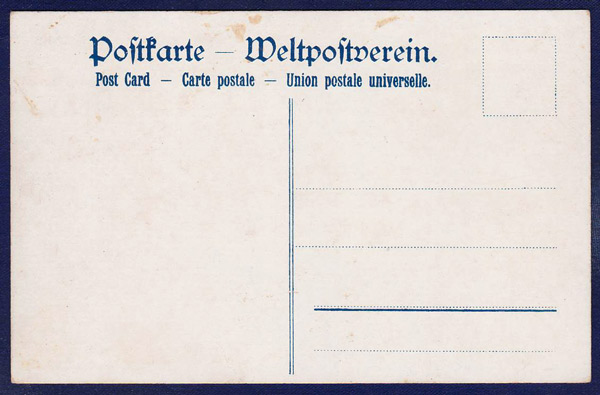 Poſtkarte – Weltpoſtverein.
Post Card – Carte postale – Union postale universelle.